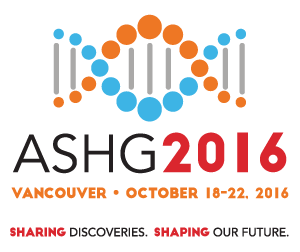 ASHG2016
VANCOUVER • OCTOBER 18-22, 2016
SHARING DISCOVERIES. SHAPING OUR FUTURE.